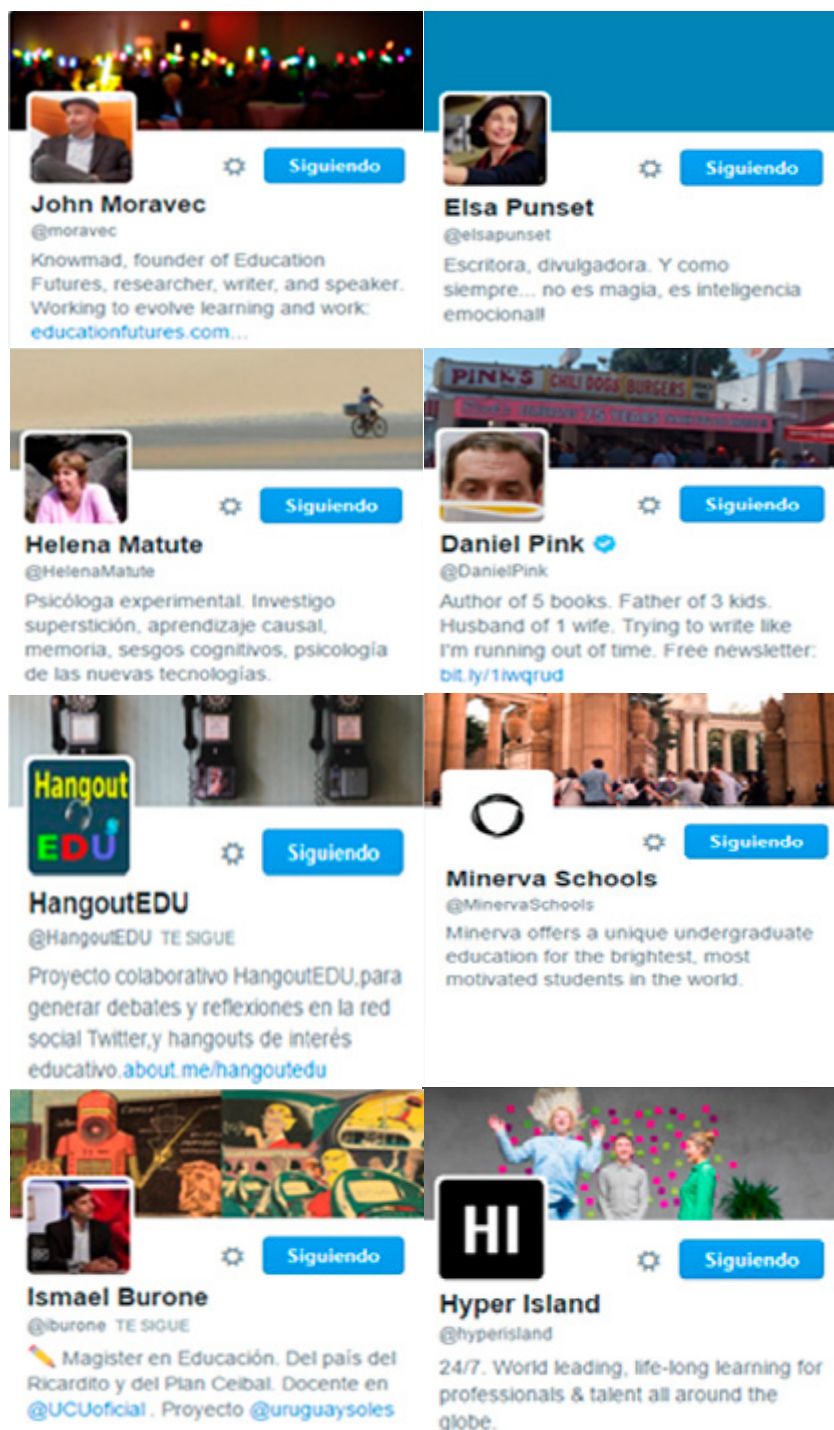 Siguiendo
John Moravec
@moravec
Knowmad, founder of Education
Futures, researcher, writer, and speaker.
Working to evolve learning and work:
educationfutures.com...
Siguiendo
Elsa Punset
@elsapunset
Escritora, divulgadora. Y como
siempre... no es magia, es inteligencia
emocional!
Siguiendo
Helena Matute
@HelenaMatute
Psicóloga experimental. Investigo
superstición, aprendizaje causal,
memoria, sesgos cognitivos, psicología
de las nuevas tecnologías.
PINK'S CHILI DOGS BURGERS
Siguiendo
Daniel Pink
@DanielPink
Author of 5 books. Father of 3 kids.
Husband of 1 wife. Trying to write like
I'm running out of time. Free newsletter:
bit.ly/1iwqrud
Hangout
EDU
Siguiendo
HangoutEDU
@HangoutEDU TE SIGUE
Proyecto colaborativo HangoutEDU,para
generar debates y reflexiones en la red
social Twitter,y hangouts de interés
educativo.about.me/hangoutedu
Siguiendo
Minerva Schools
@MinervaSchools
Minerva offers a unique undergraduate
education for the brightest, most
motivated students in the world.
Siguiendo
Ismael Burone
@iburone TE SIGUE
✏️ Magister en Educación. Del país del
Ricardito y del Plan Ceibal. Docente en
@UCUoficial . Proyecto @uruguaysoles
HI
Siguiendo
Hyper Island
@hyperisland
24/7. World leading, life-long learning for
professionals & talent all around the
globe.